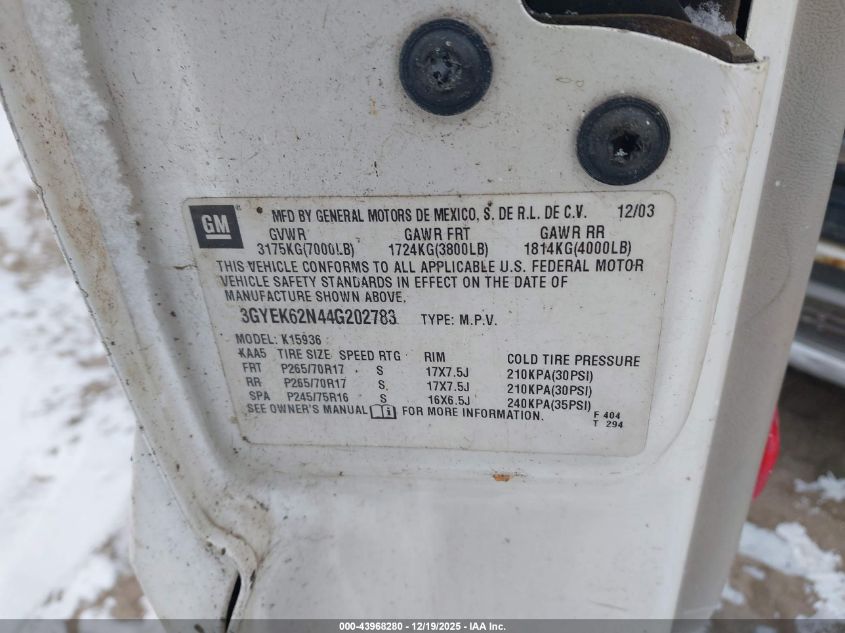 GM
MFD BY GENERAL MOTORS DE MEXICO, S. DE R.L. DE C.V. 12/03
GVWR GAWR FRT GAWR RR
3175KG(7000LB) 1724KG(3800LB) 1814KG(4000LB)
THIS VEHICLE CONFORMS TO ALL APPLICABLE U.S. FEDERAL MOTOR
VEHICLE SAFETY STANDARDS IN EFFECT ON THE DATE OF
MANUFACTURE SHOWN ABOVE.
3GYEK62N44G202783 TYPE: M.P.V.
MODEL: K15936
KAA5 TIRE SIZE SPEED RTG RIM COLD TIRE PRESSURE
FRT P265/70R17 S 17X7.5J 210KPA(30PSI)
RR P265/70R17 S 17X7.5J 210KPA(30PSI)
SPA P245/75R16 S 16X6.5J 240KPA(35PSI)
SEE OWNER'S MANUAL i FOR MORE INFORMATION.
F 404
T 294
000-43968280 - 12/19/2025 - IAA Inc.